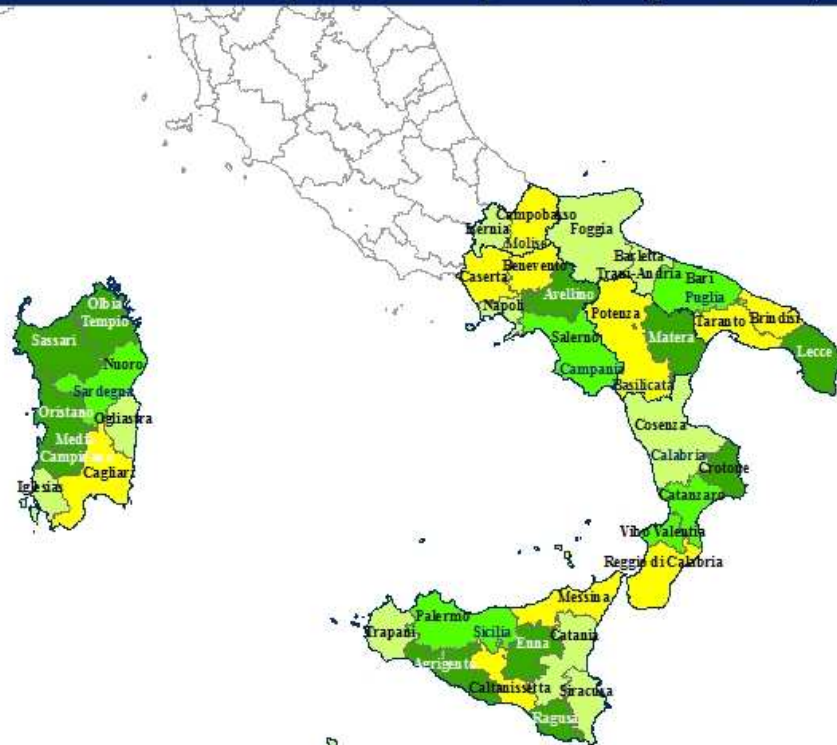 Campobasso
Isernia
Molise
Foggia
Benevento
Barletta
Trani-Andria
Caserta
Bari
Puglia
Napoli
Avellino
Potenza
Taranto
Brindisi
Salerno
Matera
Lecce
Campania
Basilicata
Olbia
Tempio
Sassari
Nuoro
Sardegna
Oristano
Ogliastra
Medio
Campidano
Cagliari
Iglesias
Cosenza
Calabria
Crotone
Catanzaro
Vibo Valentia
Reggio di Calabria
Messina
Palermo
Trapani
Sicilia
Catania
Enna
Agrigento
Caltanissetta
Siracusa
Ragusa